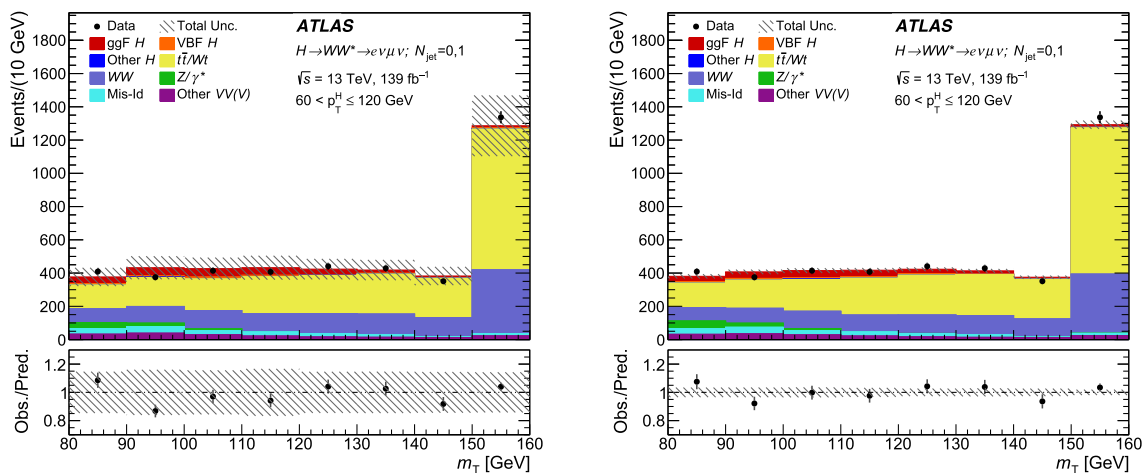 ATLAS
H→WW*→eνμν; N_jet=0,1
√s = 13 TeV, 139 fb⁻¹
60 < p_T^H ≤ 120 GeV
Data
Total Unc.
ggF H
VBF H
Other H
tt̄/Wt
WW
Z/γ*
Mis-Id
Other VV(V)
Events/(10 GeV)
1800
1600
1400
1200
1000
800
600
400
200
0
Obs./Pred.
1.2
1
0.8
80 90 100 110 120 130 140 150 160
m_T [GeV]
ATLAS
H→WW*→eνμν; N_jet=0,1
√s = 13 TeV, 139 fb⁻¹
60 < p_T^H ≤ 120 GeV
Data
Total Unc.
ggF H
VBF H
Other H
tt̄/Wt
WW
Z/γ*
Mis-Id
Other VV(V)
Events/(10 GeV)
1800
1600
1400
1200
1000
800
600
400
200
0
Obs./Pred.
1.2
1
0.8
80 90 100 110 120 130 140 150 160
m_T [GeV]